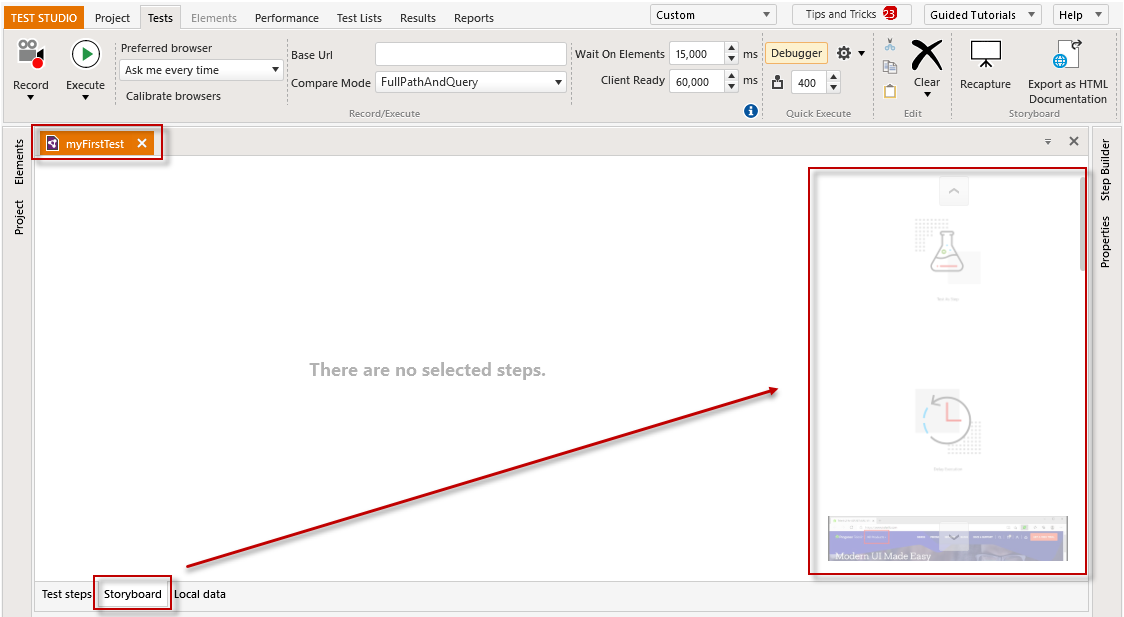 TEST STUDIO Project Tests Elements Performance Test Lists Results Reports Custom Tips and Tricks 23 Guided Tutorials Help
Record
Execute
Preferred browser
Ask me every time
Calibrate browsers
Base Url
Compare Mode FullPathAndQuery
Record/Execute
Wait On Elements 15,000 ms
Client Ready 60,000 ms
Debugger
400
Quick Execute
Clear
Edit
Recapture
Export as HTML
Documentation
Storyboard
Elements
Project
myFirstTest
There are no selected steps.
Modern UI Made Easy
Step Builder
Properties
Test steps Storyboard Local data